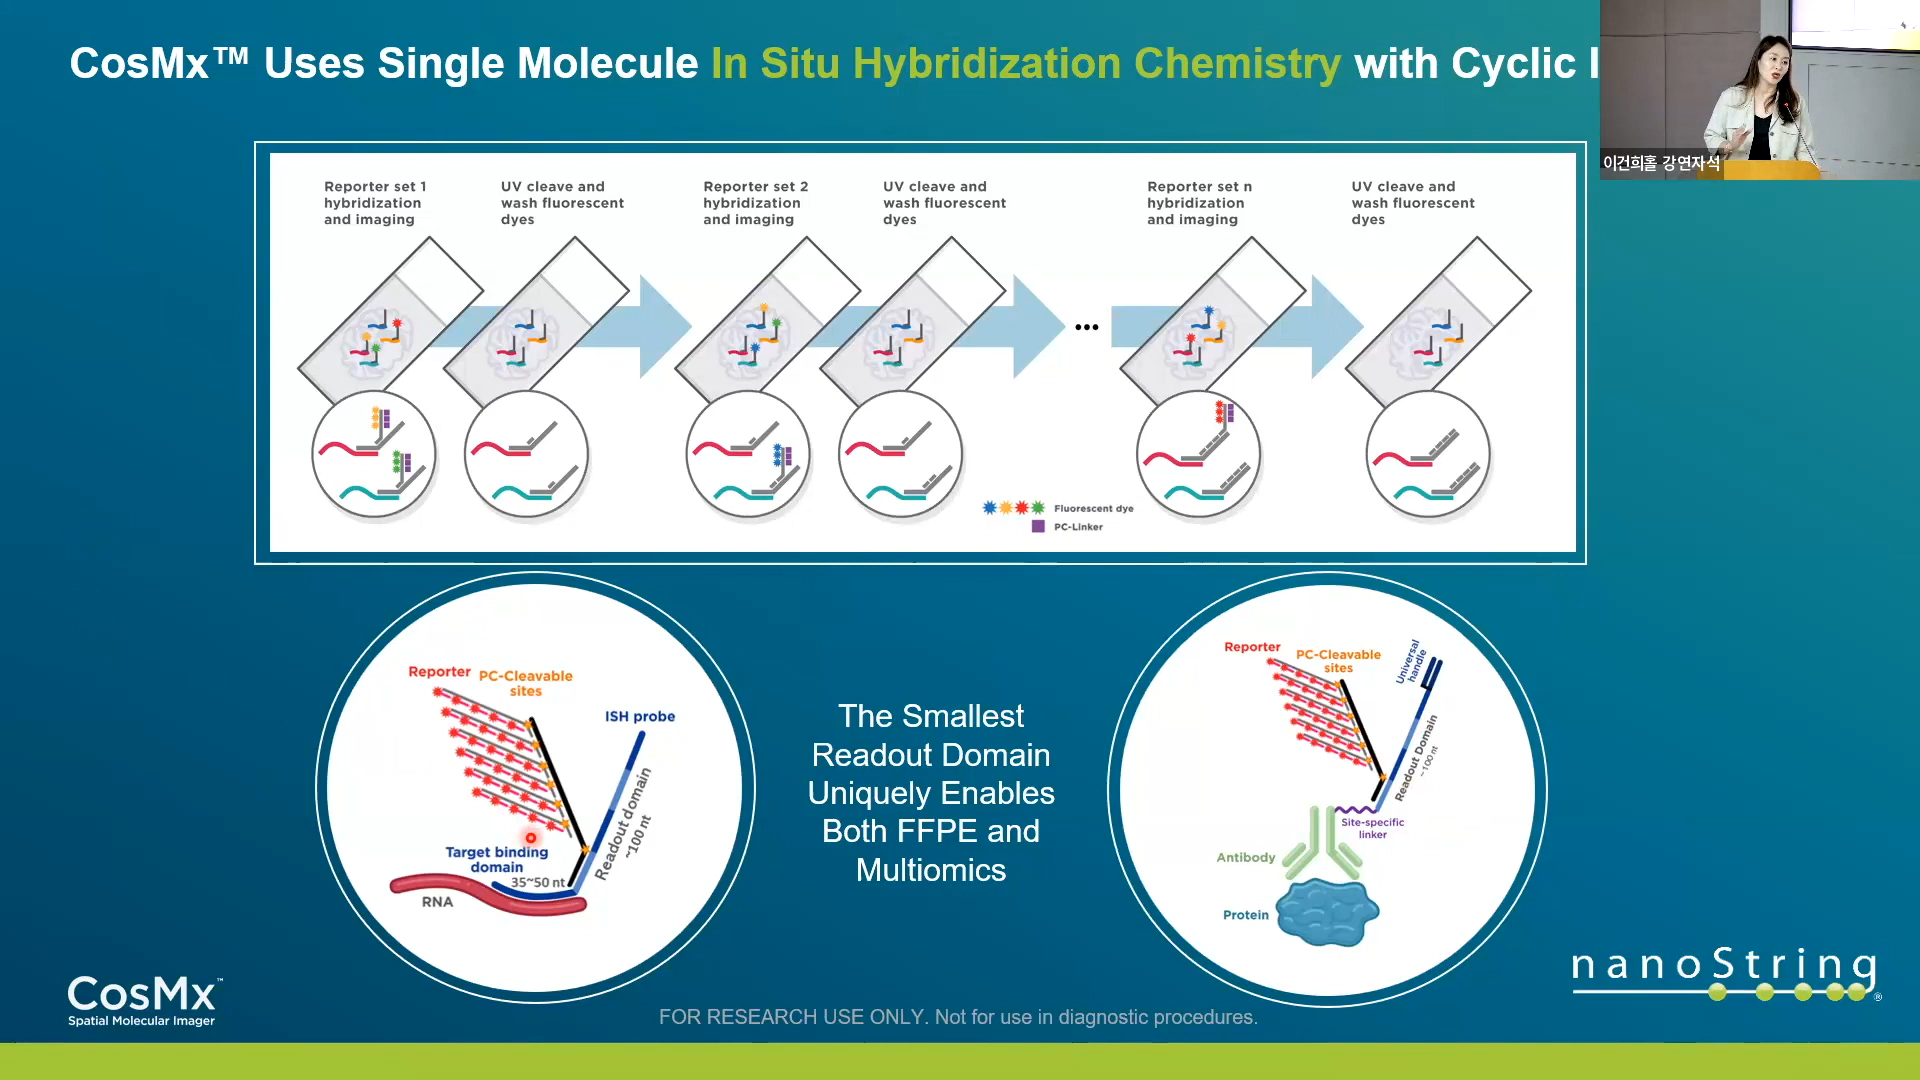 CosMx™ Uses Single Molecule In Situ Hybridization Chemistry with Cyclic
이건희홀 강연자석
Reporter set 1
hybridization
and imaging
UV cleave and
wash fluorescent
dyes
Reporter set 2
hybridization
and imaging
UV cleave and
wash fluorescent
dyes
...
Reporter set n
hybridization
and imaging
UV cleave and
wash fluorescent
dyes
Fluorescent dye
PC-Linker
Reporter
PC-Cleavable
sites
ISH probe
Readout domain
~100 nt
Target binding
domain
35~50 nt
RNA
The Smallest
Readout Domain
Uniquely Enables
Both FFPE and
Multiomics
Reporter
PC-Cleavable
sites
Universal
handle
Readout Domain
~100 nt
Site-specific
linker
Antibody
Protein
CosMx™
Spatial Molecular Imager
FOR RESEARCH USE ONLY. Not for use in diagnostic procedures.
nanoString®